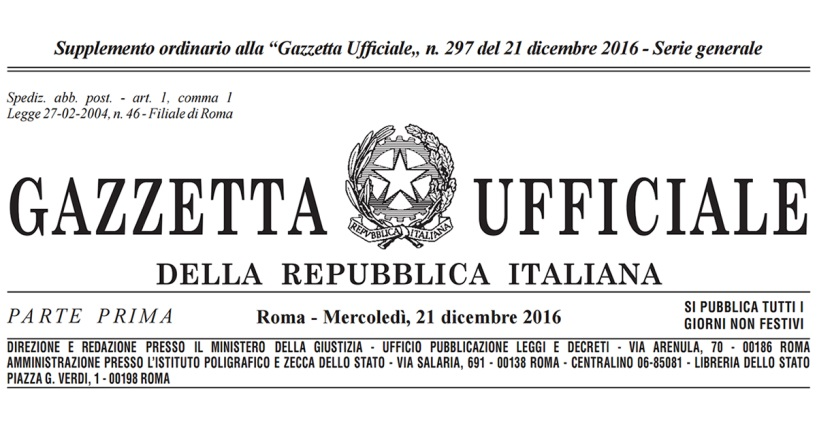 Supplemento ordinario alla “Gazzetta Ufficiale„ n. 297 del 21 dicembre 2016 - Serie generale
Spediz. abb. post. - art. 1, comma 1
Legge 27-02-2004, n. 46 - Filiale di Roma
GAZZETTA UFFICIALE
REPVBBLICA ITALIANA
DELLA REPUBBLICA ITALIANA
PARTE PRIMA
Roma - Mercoledì, 21 dicembre 2016
SI PUBBLICA TUTTI I
GIORNI NON FESTIVI
DIREZIONE E REDAZIONE PRESSO IL MINISTERO DELLA GIUSTIZIA - UFFICIO PUBBLICAZIONE LEGGI E DECRETI - VIA ARENULA, 70 - 00186 ROMA
AMMINISTRAZIONE PRESSO L'ISTITUTO POLIGRAFICO E ZECCA DELLO STATO - VIA SALARIA, 691 - 00138 ROMA - CENTRALINO 06-85081 - LIBRERIA DELLO STATO
PIAZZA G. VERDI, 1 - 00198 ROMA